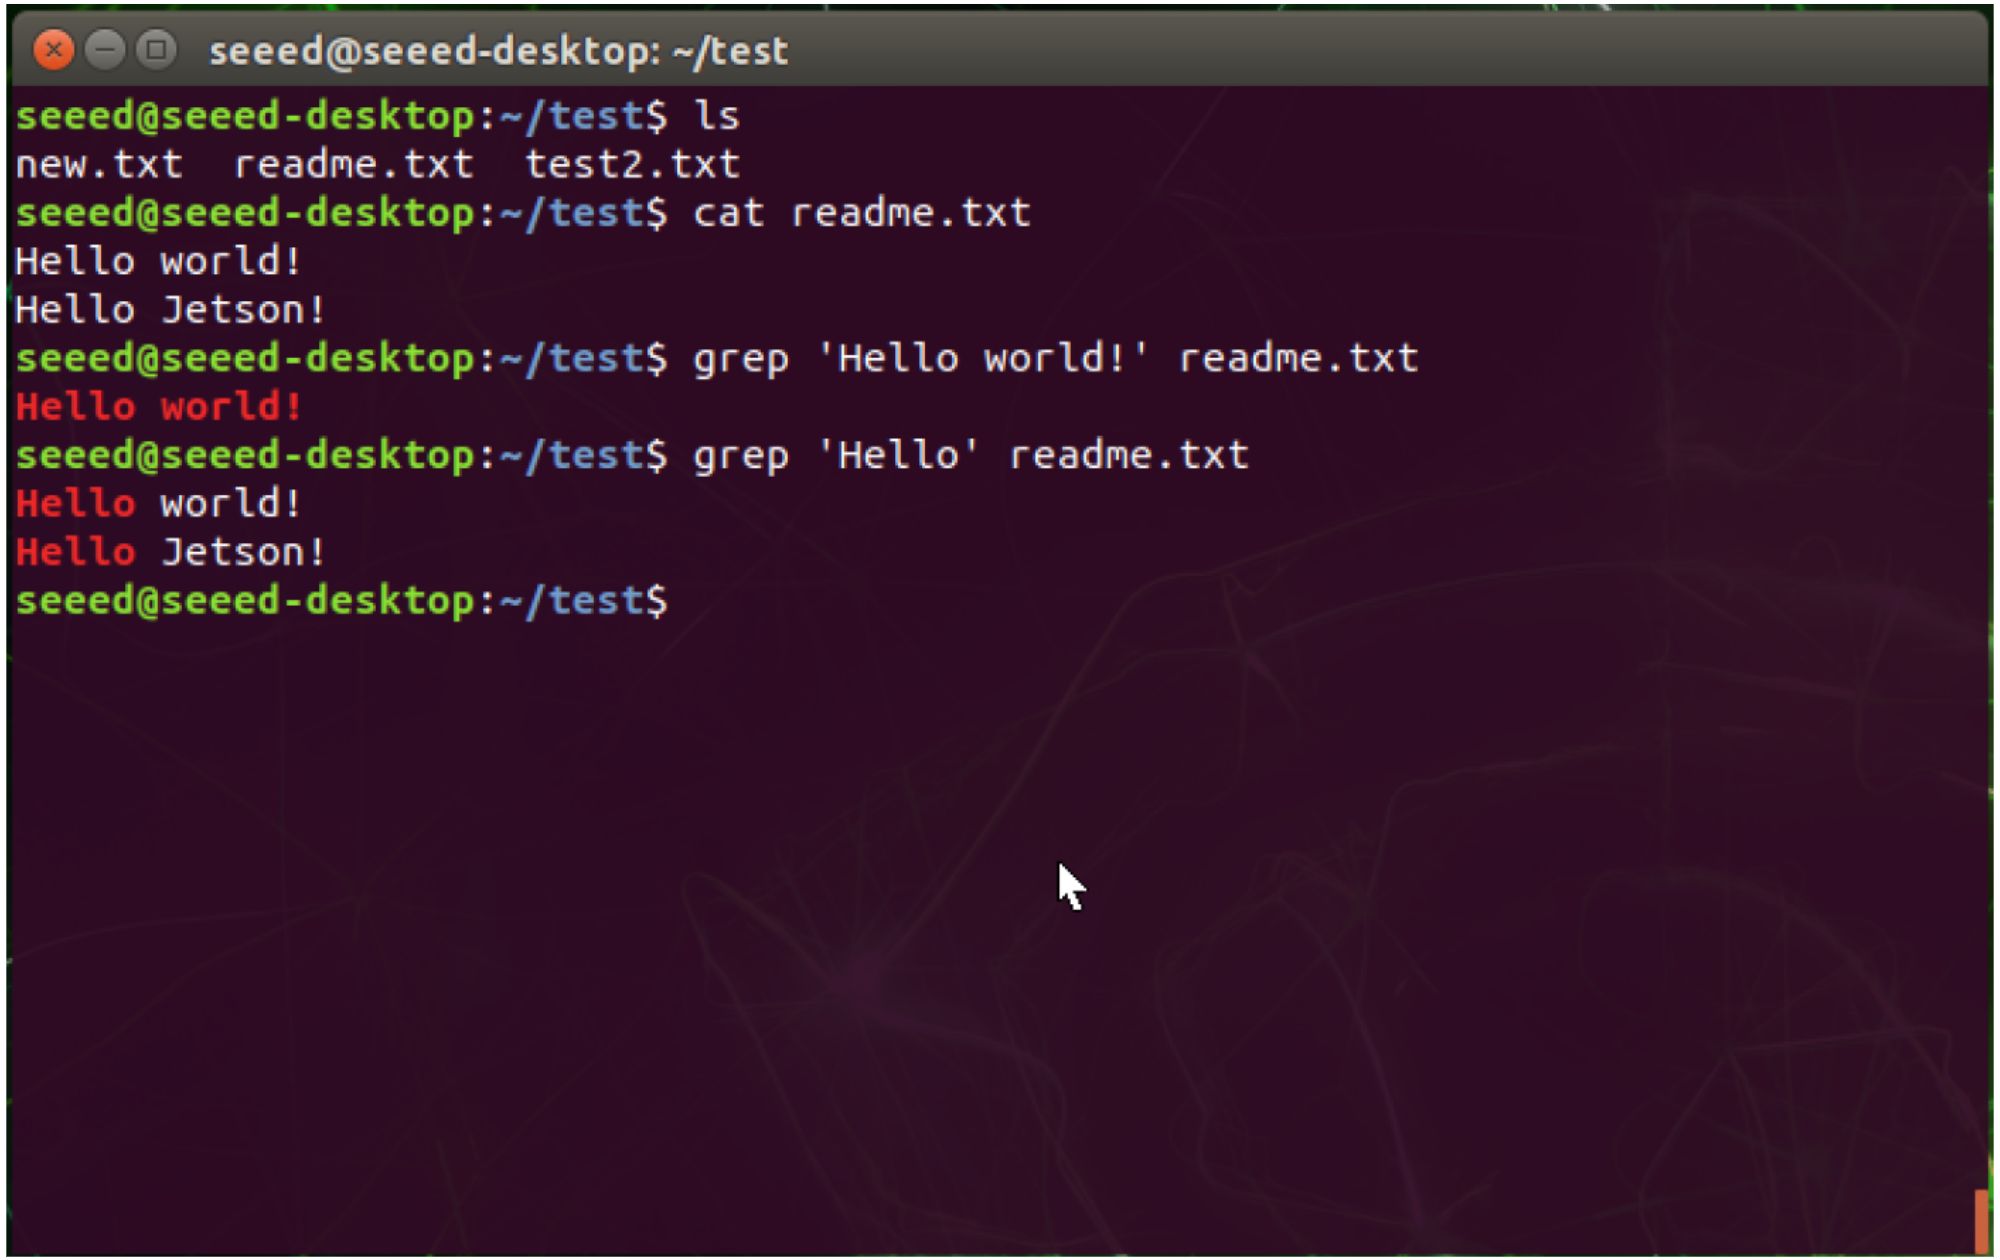 seeed@seeed-desktop: ~/test
seeed@seeed-desktop:~/test$ ls
new.txt  readme.txt  test2.txt
seeed@seeed-desktop:~/test$ cat readme.txt
Hello world!
Hello Jetson!
seeed@seeed-desktop:~/test$ grep 'Hello world!' readme.txt
Hello world!
seeed@seeed-desktop:~/test$ grep 'Hello' readme.txt
Hello world!
Hello Jetson!
seeed@seeed-desktop:~/test$